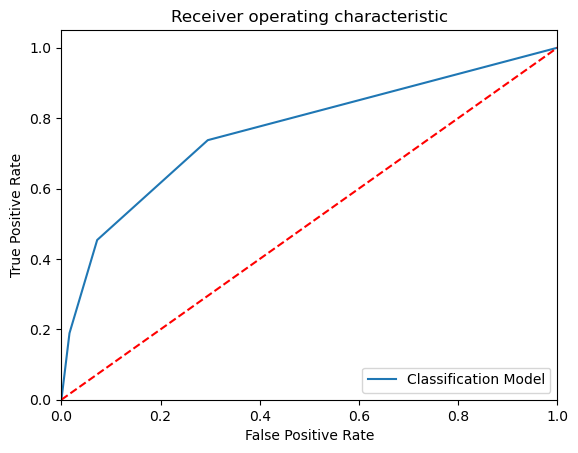 Receiver operating characteristic
1.0
0.8
0.6
0.4
0.2
0.0
True Positive Rate
Classification Model
0.0 0.2 0.4 0.6 0.8 1.0
False Positive Rate